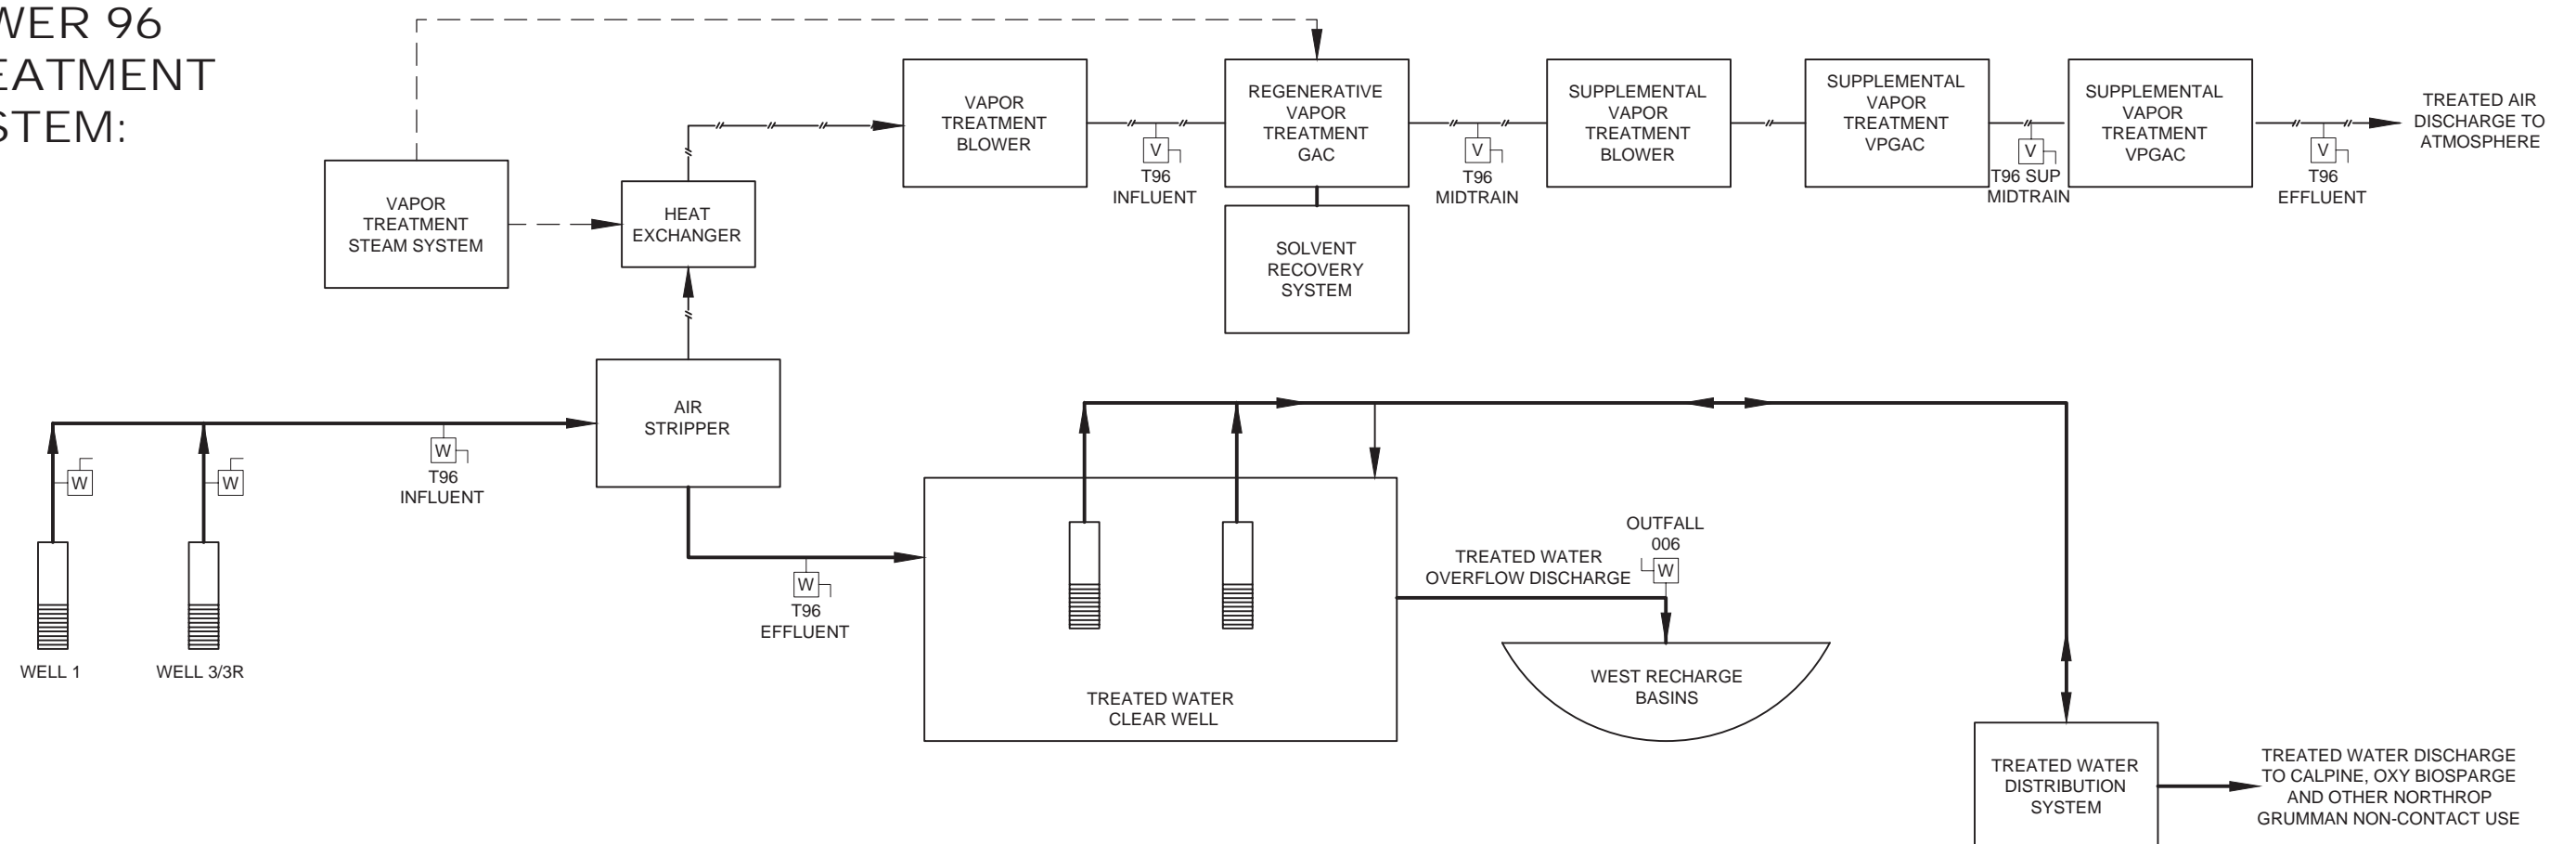 WER 96
EATMENT
STEM:
VAPOR
TREATMENT
STEAM SYSTEM
HEAT
EXCHANGER
VAPOR
TREATMENT
BLOWER
V
T96
INFLUENT
REGENERATIVE
VAPOR
TREATMENT
GAC
V
T96
MIDTRAIN
SUPPLEMENTAL
VAPOR
TREATMENT
BLOWER
SUPPLEMENTAL
VAPOR
TREATMENT
VPGAC
V
T96 SUP
MIDTRAIN
SUPPLEMENTAL
VAPOR
TREATMENT
VPGAC
V
T96
EFFLUENT
TREATED AIR
DISCHARGE TO
ATMOSPHERE
SOLVENT
RECOVERY
SYSTEM
AIR
STRIPPER
W
W
W
T96
INFLUENT
WELL 1
WELL 3/3R
W
T96
EFFLUENT
TREATED WATER
CLEAR WELL
TREATED WATER
OVERFLOW DISCHARGE
OUTFALL
006
W
WEST RECHARGE
BASINS
TREATED WATER
DISTRIBUTION
SYSTEM
TREATED WATER DISCHARGE
TO CALPINE, OXY BIOSPARGE
AND OTHER NORTHROP
GRUMMAN NON-CONTACT USE